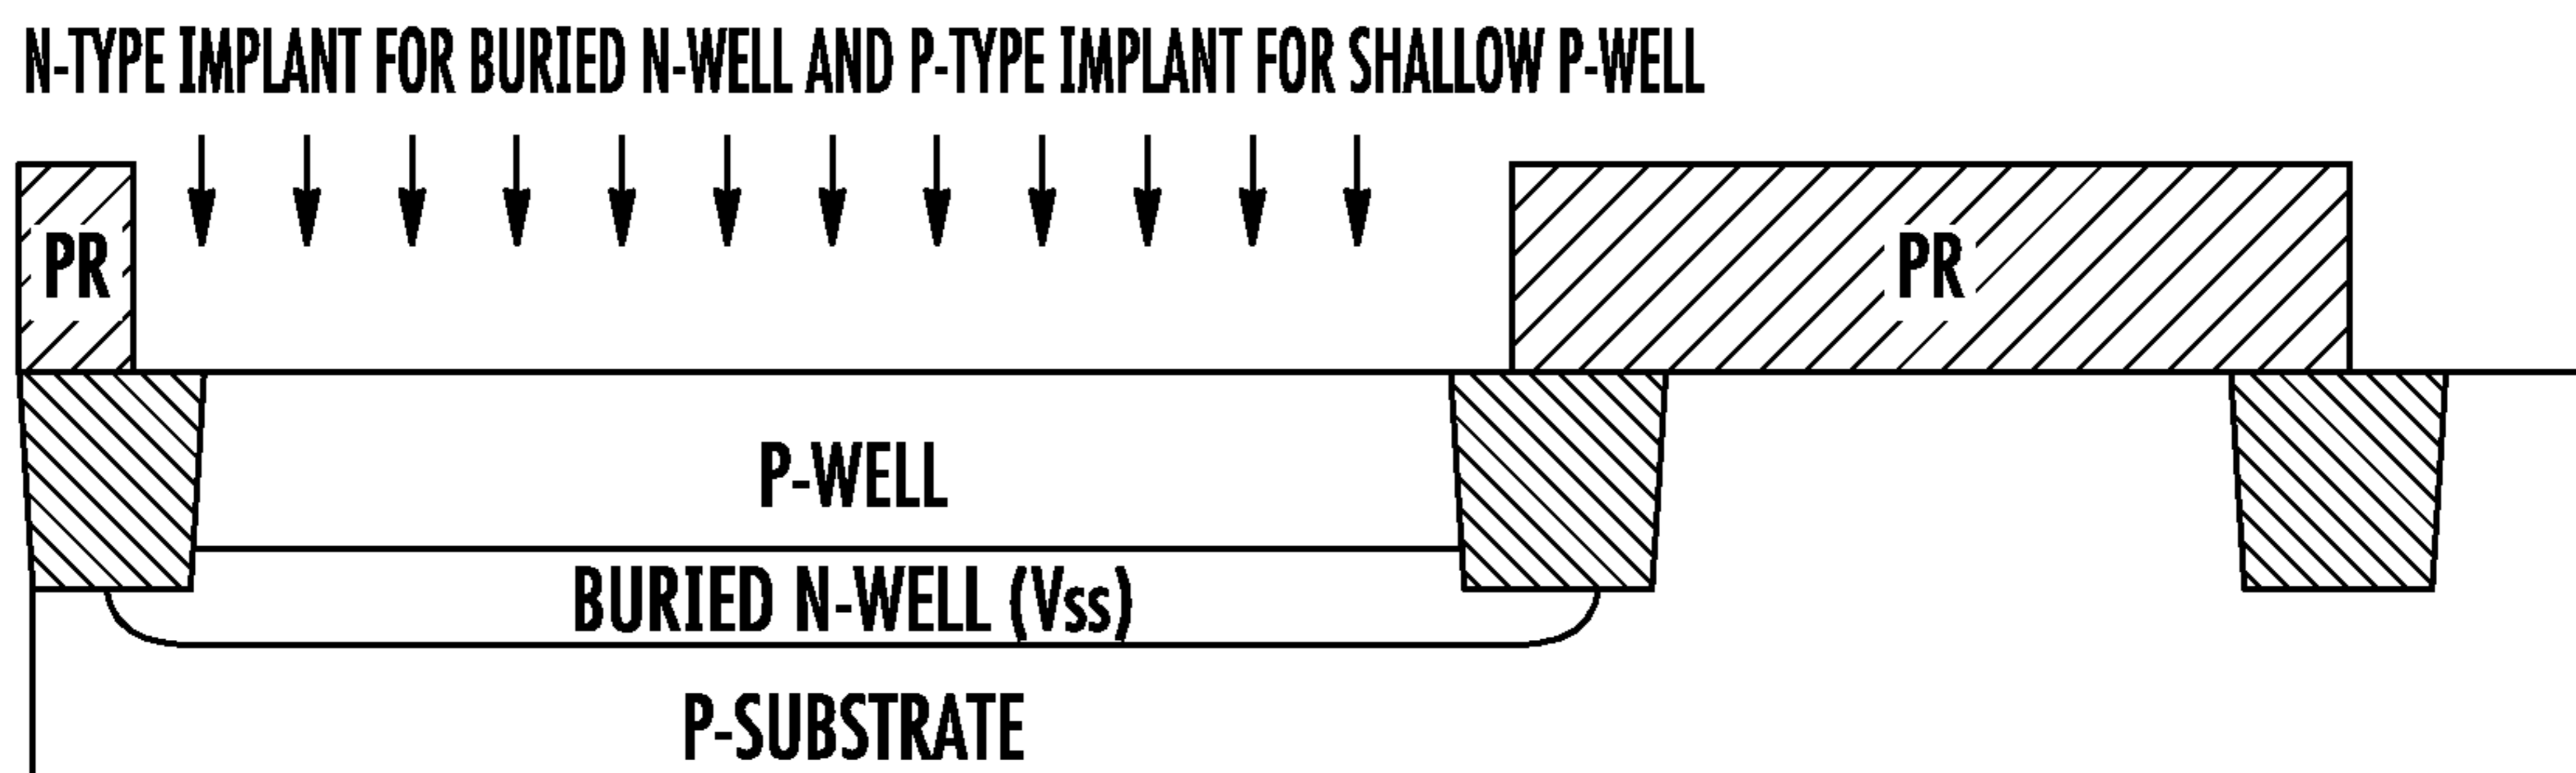 N-TYPE IMPLANT FOR BURIED N-WELL AND P-TYPE IMPLANT FOR SHALLOW P-WELL
PR
PR
P-WELL
BURIED N-WELL (Vss)
P-SUBSTRATE